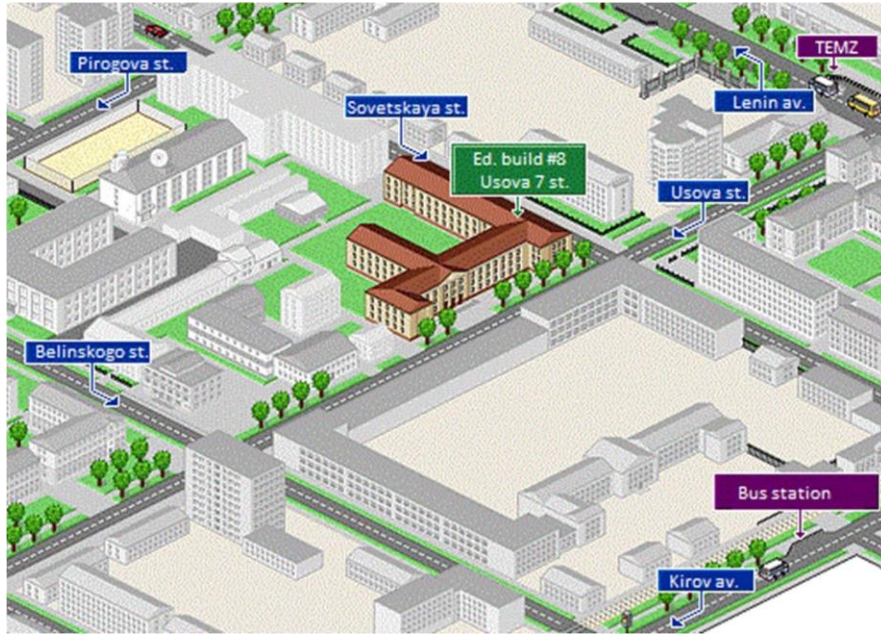 TEMZ
Pirogova st.
Lenin av.
Sovetskaya st.
Ed. build #8
Usova 7 st.
Usova st.
Belinskogo st.
Bus station
Kirov av.